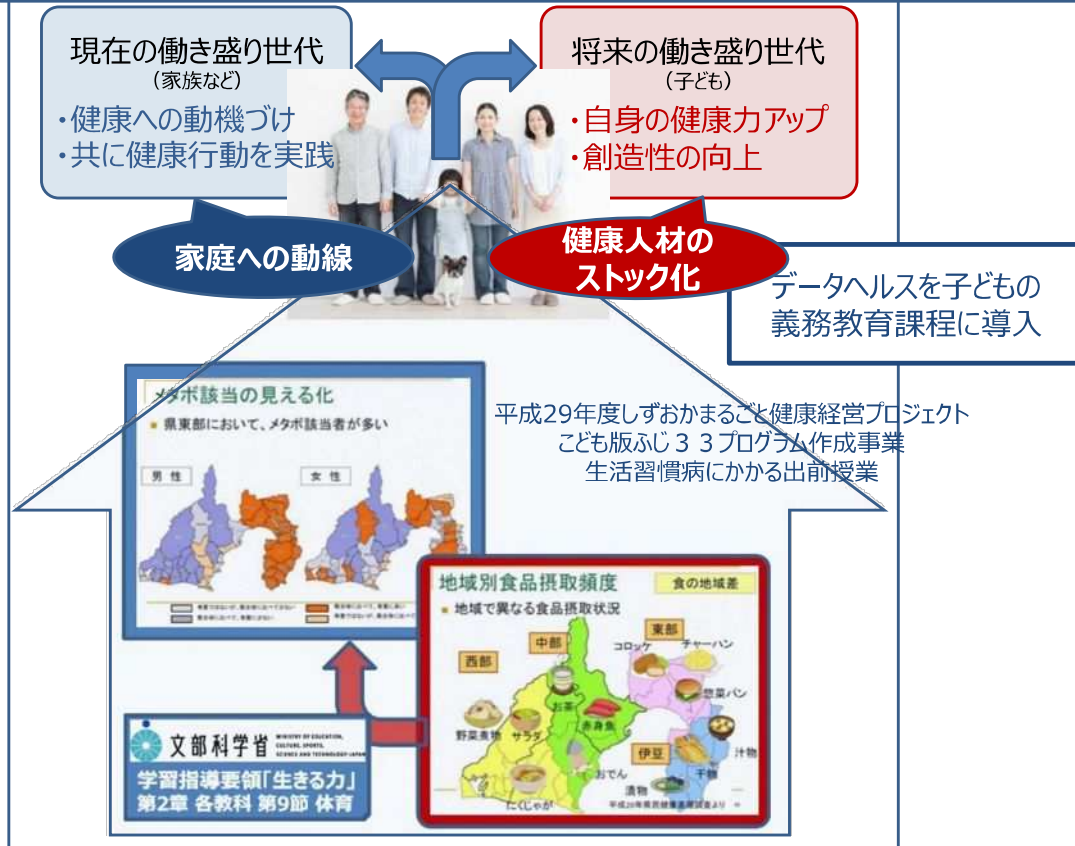 現在の働き盛り世代
（家族など）
・健康への動機づけ
・共に健康行動を実践
将来の働き盛り世代
（子ども）
・自身の健康力アップ
・創造性の向上
家庭への動線
健康人材の
ストック化
データヘルスを子どもの
義務教育課程に導入
平成29年度しずおかまるごと健康経営プロジェクト
こども版ふじ３３プログラム作成事業
生活習慣病にかかる出前授業
メタボ該当の見える化
県東部において、メタボ該当者が多い
男 性
女 性
地域別食品摂取頻度
食の地域差
地域で異なる食品摂取状況
西部
中部
東部
伊豆
コロッケ
チャーハン
惣菜パン
お茶
赤身魚
野菜煮物
サラダ
汁物
干物
おでん
漬物
文部科学省
MINISTRY OF EDUCATION,
CULTURE, SPORTS,
SCIENCE AND TECHNOLOGY-JAPAN
学習指導要領「生きる力」
第2章 各教科 第9節 体育